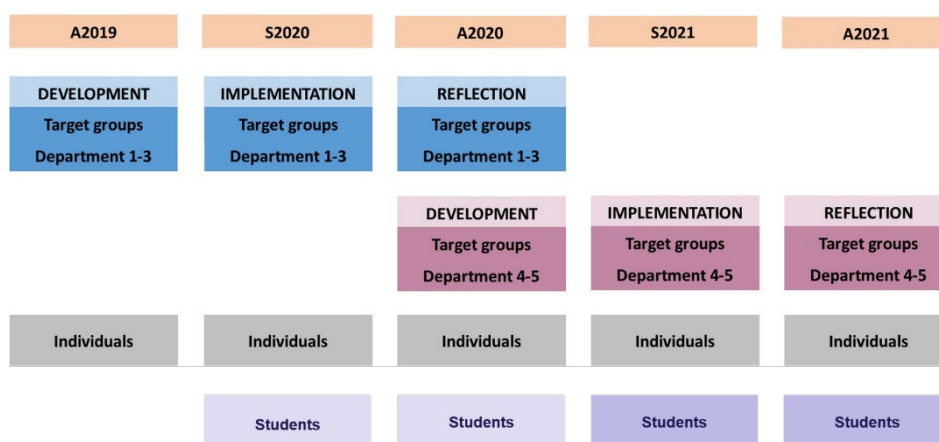 A2019 S2020 A2020 S2021 A2021
DEVELOPMENT IMPLEMENTATION REFLECTION
Target groups Target groups Target groups
Department 1-3 Department 1-3 Department 1-3
DEVELOPMENT IMPLEMENTATION REFLECTION
Target groups Target groups Target groups
Department 4-5 Department 4-5 Department 4-5
Individuals Individuals Individuals Individuals Individuals
Students Students Students Students